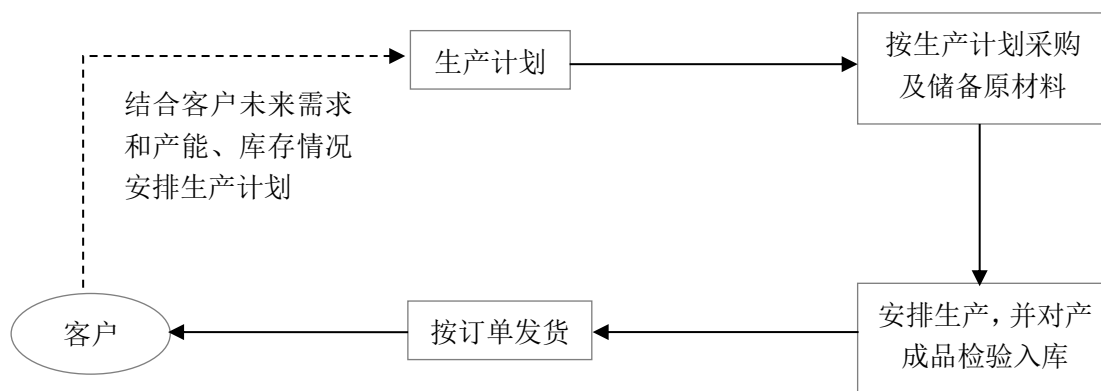 生产计划
按生产计划采购
及储备原材料
结合客户未来需求
和产能、库存情况
安排生产计划
客户
按订单发货
安排生产，并对产
成品检验入库